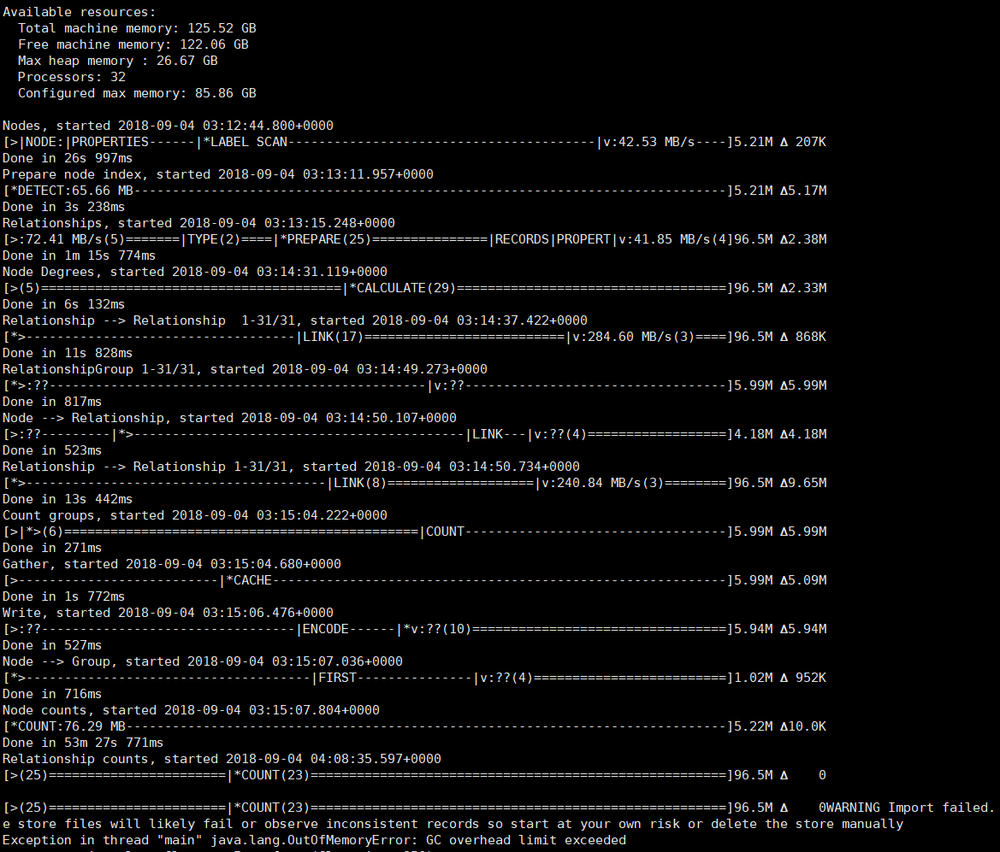 Available resources:
  Total machine memory: 125.52 GB
  Free machine memory: 122.06 GB
  Max heap memory : 26.67 GB
  Processors: 32
  Configured max memory: 85.86 GB

Nodes, started 2018-09-04 03:12:44.800+0000
[>|NODE:|PROPERTIES------|*LABEL SCAN----------------------------------------|v:42.53 MB/s----]5.21M ∆ 207K
Done in 26s 997ms
Prepare node index, started 2018-09-04 03:13:11.957+0000
[*DETECT:65.66 MB-----------------------------------------------------------------------------]5.21M ∆5.17M
Done in 3s 238ms
Relationships, started 2018-09-04 03:13:15.248+0000
[>:72.41 MB/s(5)=======|TYPE(2)====|*PREPARE(25)===============|RECORDS|PROPERT|v:41.85 MB/s(4]96.5M ∆2.38M
Done in 1m 15s 774ms
Node Degrees, started 2018-09-04 03:14:31.119+0000
[>(5)=======================================|*CALCULATE(29)===================================]96.5M ∆2.33M
Done in 6s 132ms
Relationship --> Relationship  1-31/31, started 2018-09-04 03:14:37.422+0000
[*>-----------------------------------|LINK(17)==========================|v:284.60 MB/s(3)====]96.5M ∆ 868K
Done in 11s 828ms
RelationshipGroup 1-31/31, started 2018-09-04 03:14:49.273+0000
[*>:??-------------------------------------------------|v:??----------------------------------]5.99M ∆5.99M
Done in 817ms
Node --> Relationship, started 2018-09-04 03:14:50.107+0000
[>:??---------|*>-------------------------------------------|LINK---|v:??(4)==================]4.18M ∆4.18M
Done in 523ms
Relationship --> Relationship 1-31/31, started 2018-09-04 03:14:50.734+0000
[*>---------------------------------------|LINK(8)===================|v:240.84 MB/s(3)========]96.5M ∆9.65M
Done in 13s 442ms
Count groups, started 2018-09-04 03:15:04.222+0000
[>|*>(6)==============================================|COUNT----------------------------------]5.99M ∆5.99M
Done in 271ms
Gather, started 2018-09-04 03:15:04.680+0000
[>--------------------------|*CACHE-----------------------------------------------------------]5.99M ∆5.09M
Done in 1s 772ms
Write, started 2018-09-04 03:15:06.476+0000
[>:??---------------------------------|ENCODE------|*v:??(10)=================================]5.94M ∆5.94M
Done in 527ms
Node --> Group, started 2018-09-04 03:15:07.036+0000
[*>-------------------------------------|FIRST---------------|v:??(4)=========================]1.02M ∆ 952K
Done in 716ms
Node counts, started 2018-09-04 03:15:07.804+0000
[*COUNT:76.29 MB------------------------------------------------------------------------------]5.22M ∆10.0K
Done in 53m 27s 771ms
Relationship counts, started 2018-09-04 04:08:35.597+0000
[>(25)=======================|*COUNT(23)======================================================]96.5M ∆    0

[>(25)=======================|*COUNT(23)======================================================]96.5M ∆    0WARNING Import failed.
e store files will likely fail or observe inconsistent records so start at your own risk or delete the store manually
Exception in thread "main" java.lang.OutOfMemoryError: GC overhead limit exceeded